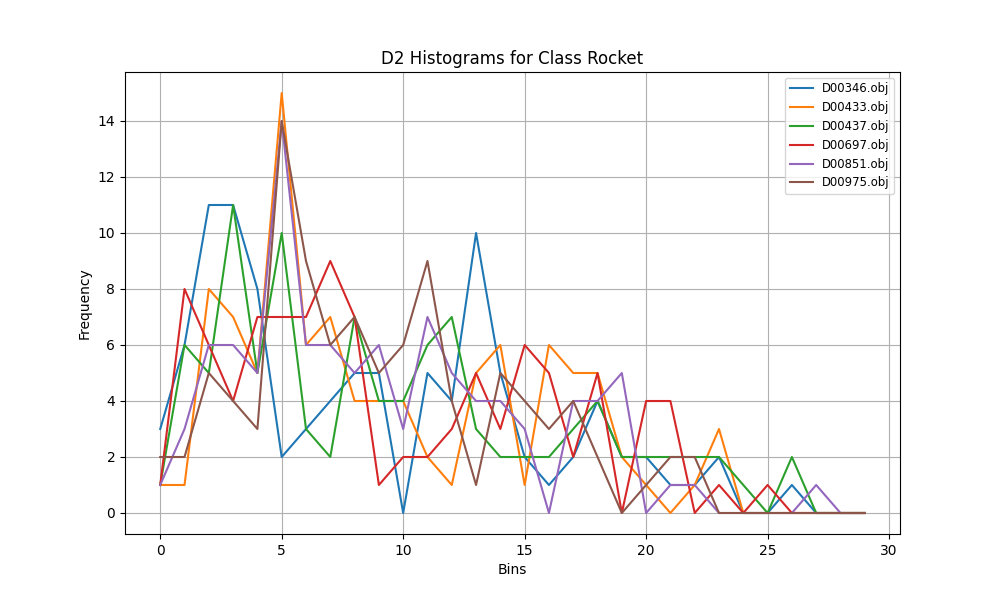 D2 Histograms for Class Rocket
D00346.obj
D00433.obj
D00437.obj
D00697.obj
D00851.obj
D00975.obj
Frequency
14
12
10
8
6
4
2
0
0 5 10 15 20 25 30
Bins